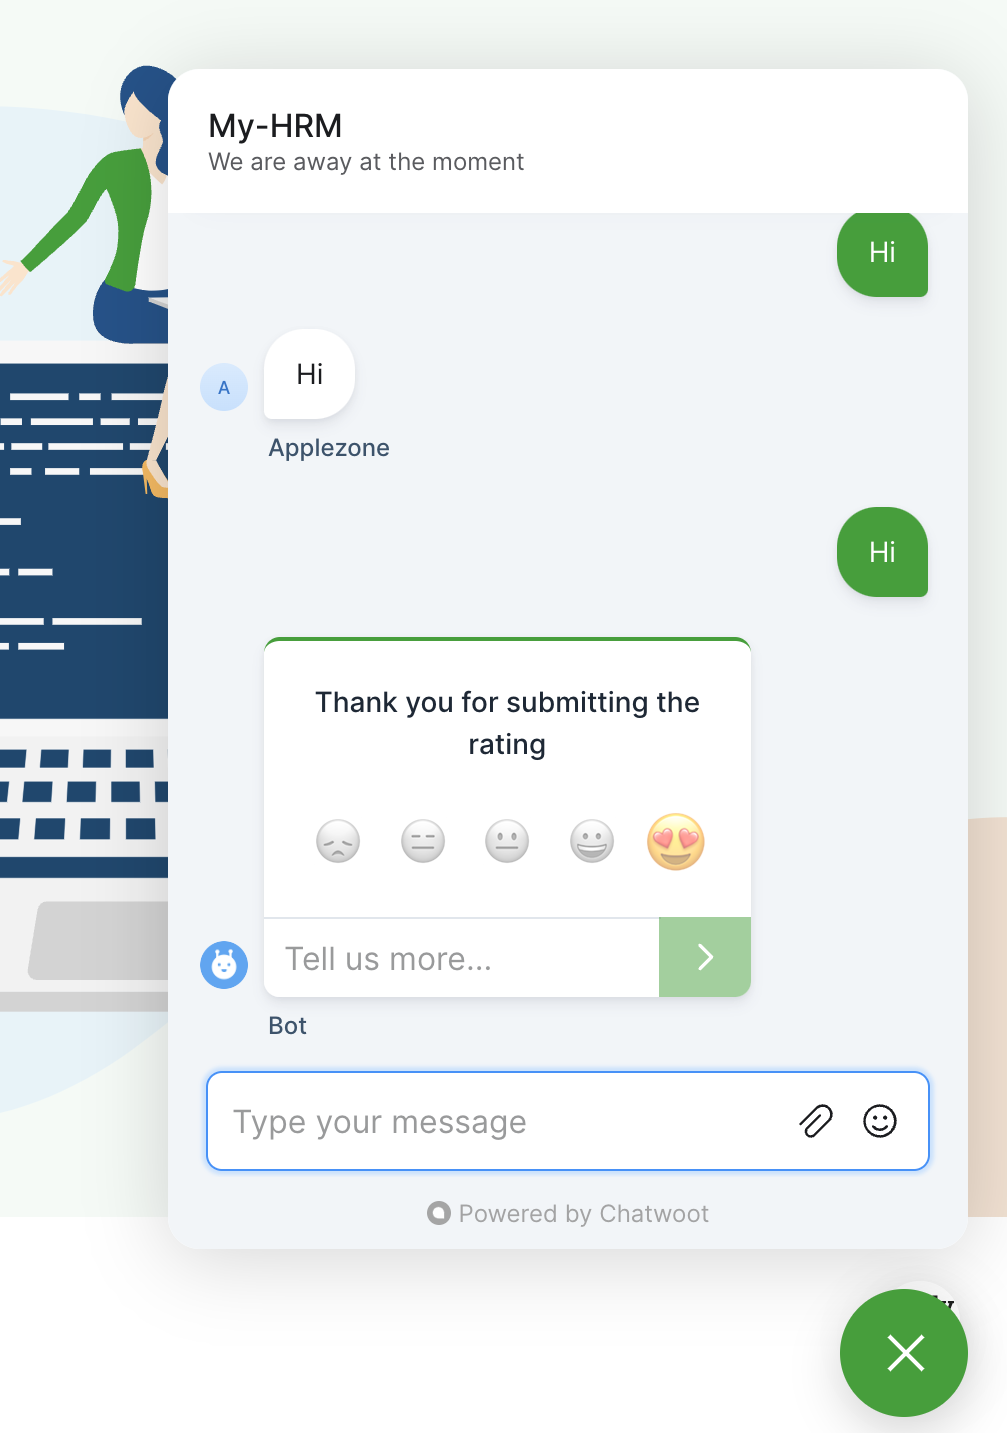 My-HRM
We are away at the moment
Hi
A
Hi
Applezone
Hi
Thank you for submitting the
rating
Tell us more...
Bot
Type your message
Powered by Chatwoot